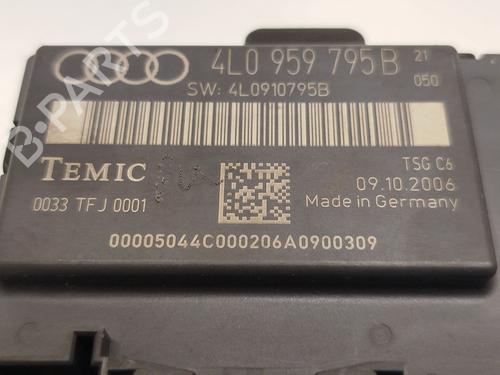 4L0 959 795 B 21
SW: 4L0910795B 050
TEMIC TSG C6
0033 TFJ 0001 09.10.2006
Made in Germany
00005044C000206A0900309
B-PARTS